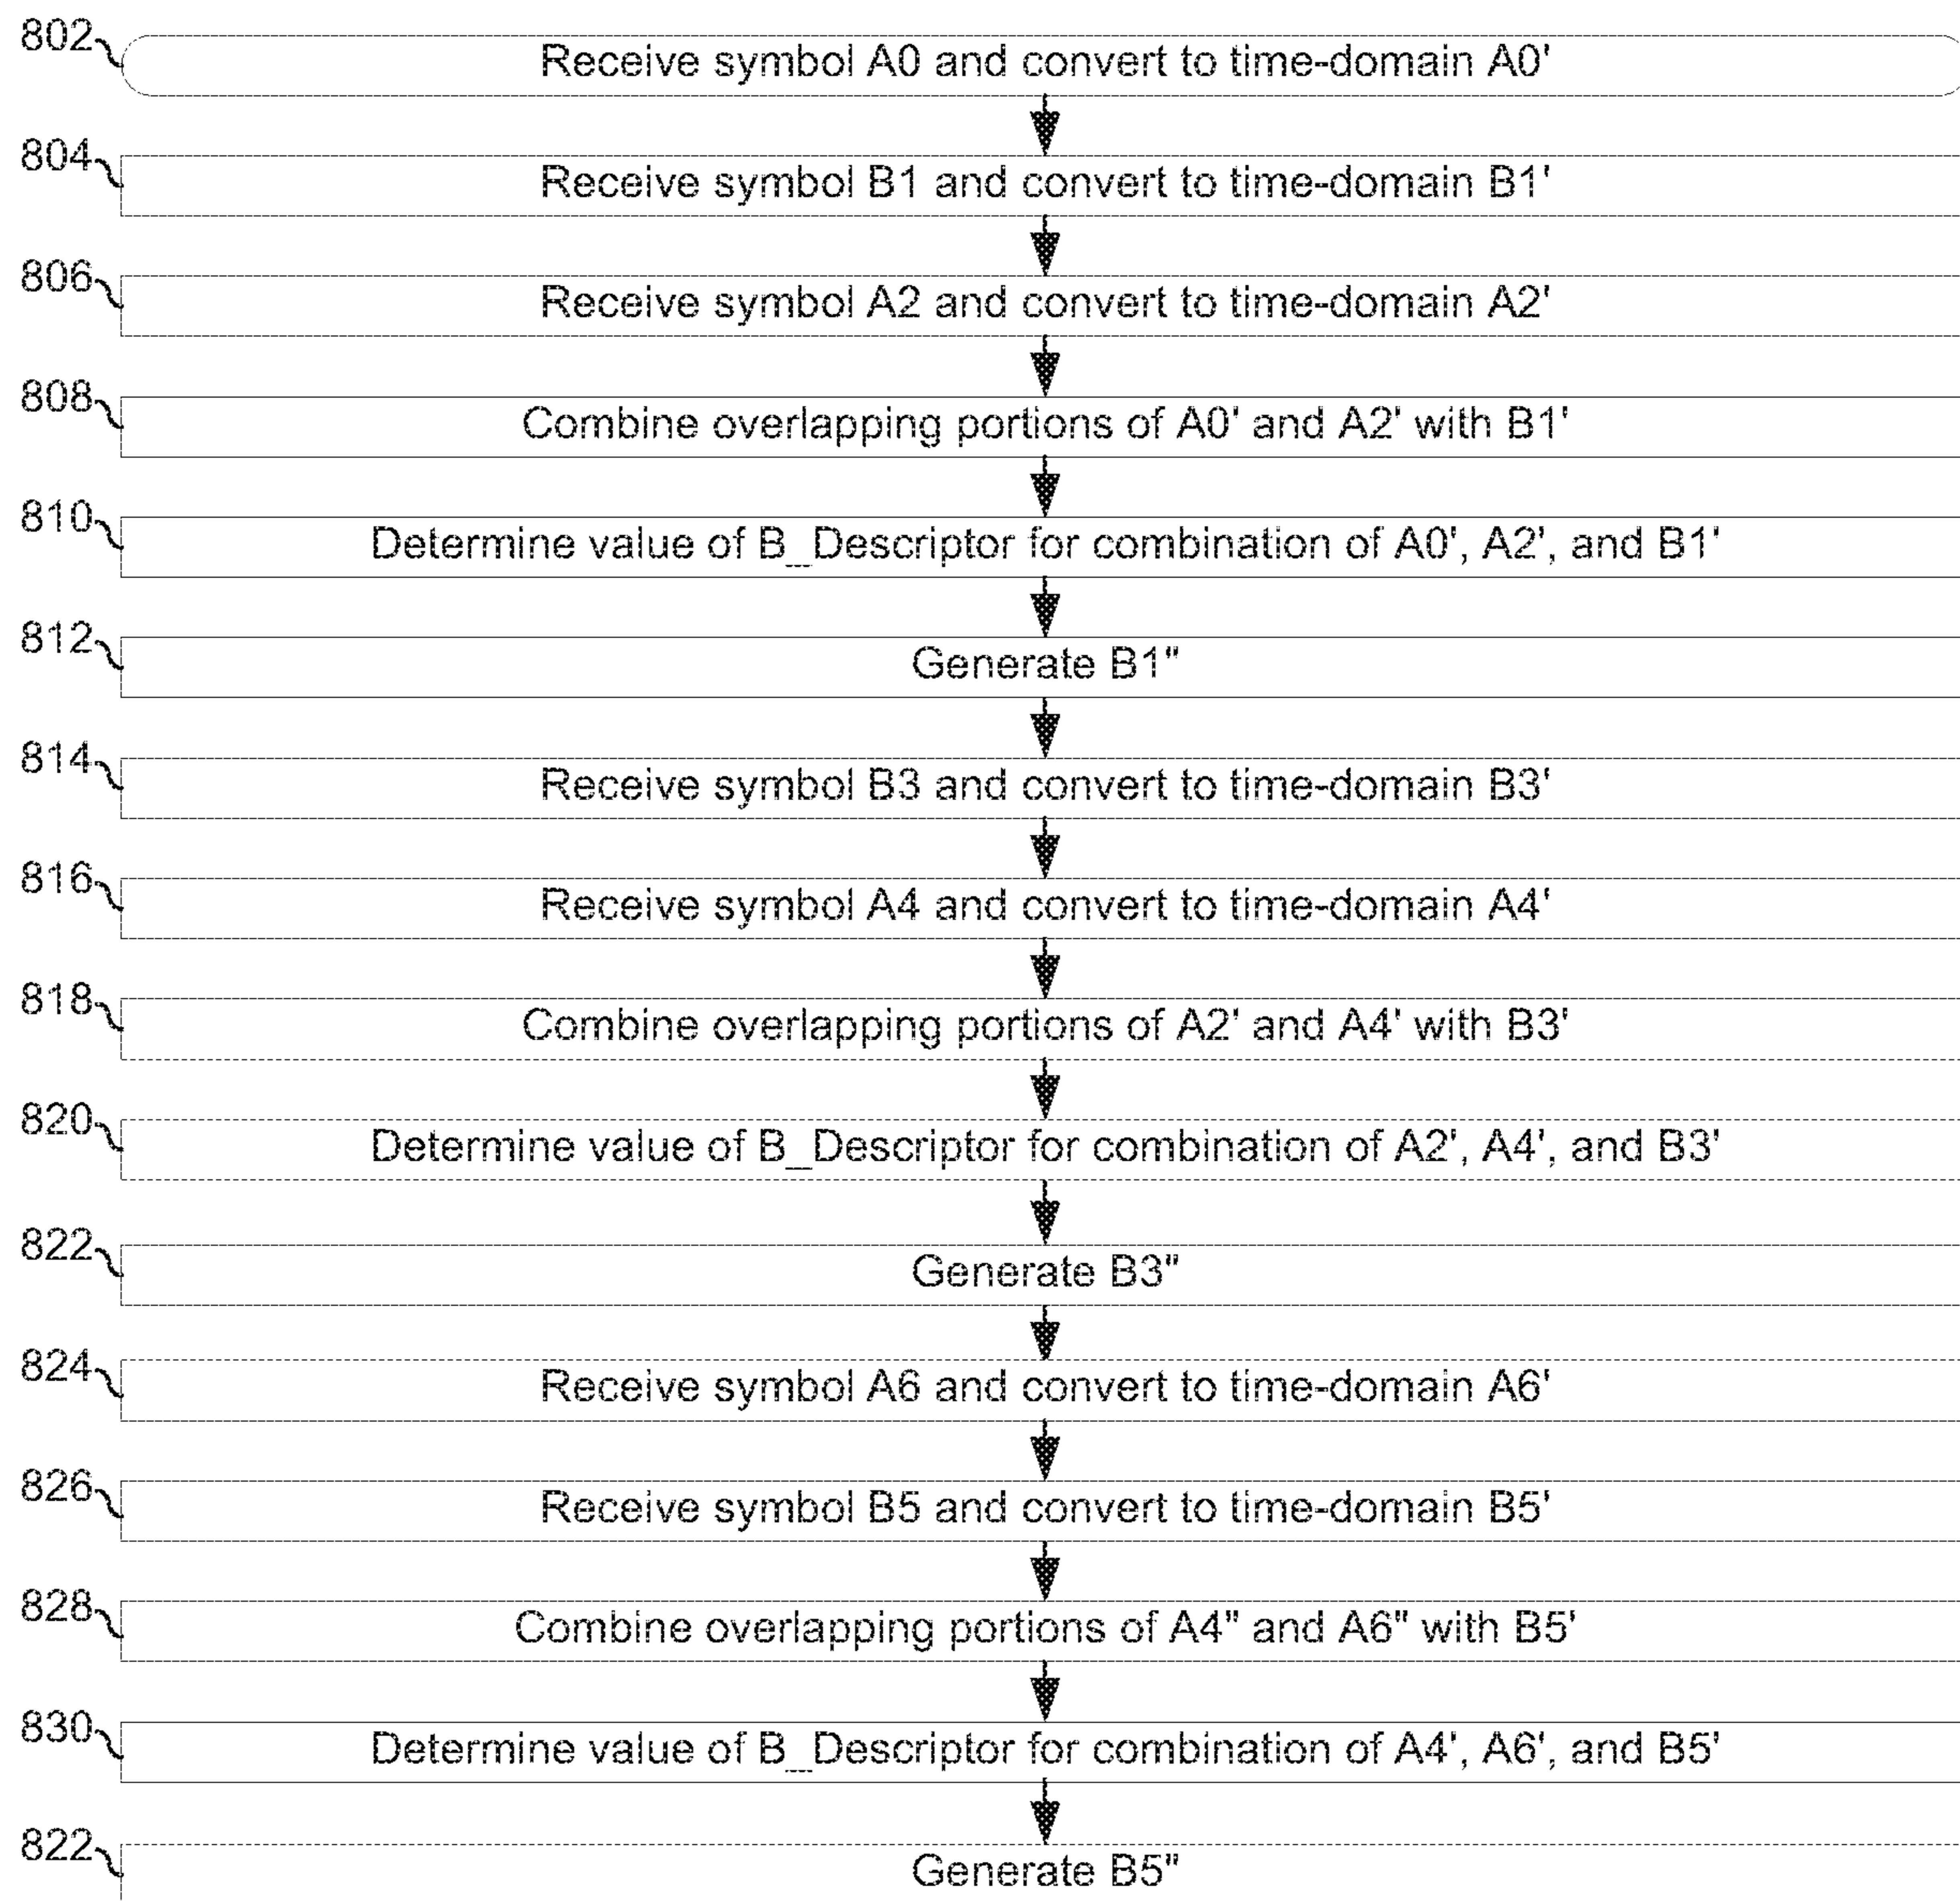 802 Receive symbol A0 and convert to time-domain A0'
804 Receive symbol B1 and convert to time-domain B1'
806 Receive symbol A2 and convert to time-domain A2'
808 Combine overlapping portions of A0' and A2' with B1'
810 Determine value of B_Descriptor for combination of A0', A2', and B1'
812 Generate B1"
814 Receive symbol B3 and convert to time-domain B3'
816 Receive symbol A4 and convert to time-domain A4'
818 Combine overlapping portions of A2' and A4' with B3'
820 Determine value of B_Descriptor for combination of A2', A4', and B3'
822 Generate B3"
824 Receive symbol A6 and convert to time-domain A6'
826 Receive symbol B5 and convert to time-domain B5'
828 Combine overlapping portions of A4" and A6" with B5'
830 Determine value of B_Descriptor for combination of A4', A6', and B5'
822 Generate B5"